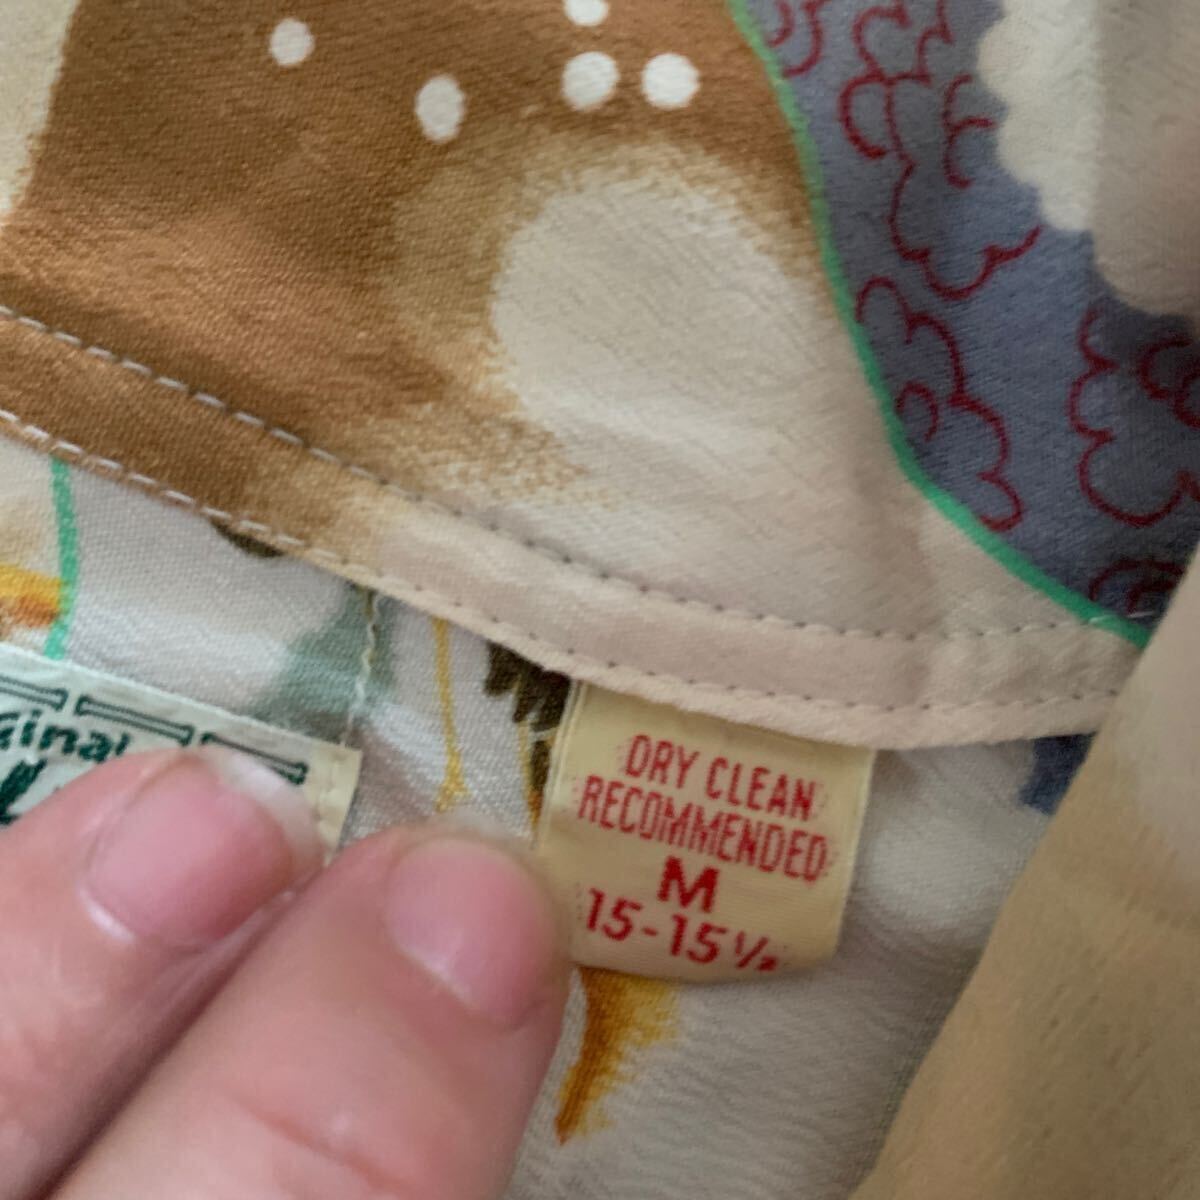 DRY CLEAN
RECOMMENDED
M
15-15½